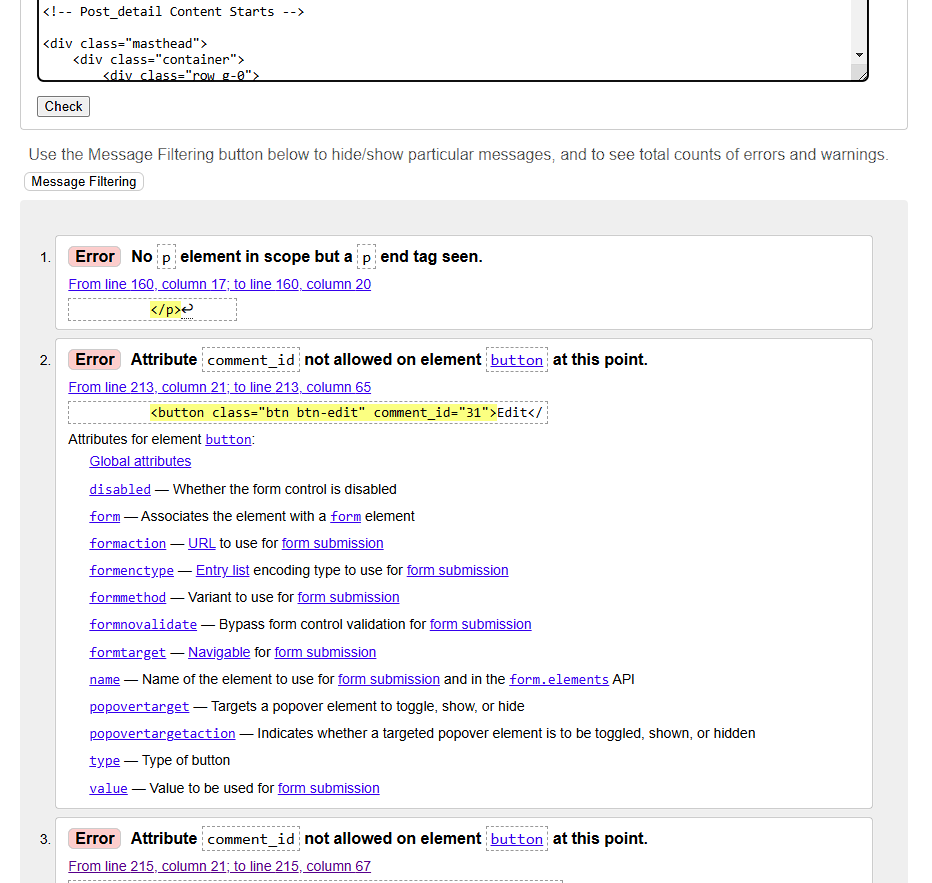 <!-- Post_detail Content Starts -->
<div class="masthead">
<div class="container">
<div class="row g-0">
Check
Use the Message Filtering button below to hide/show particular messages, and to see total counts of errors and warnings.
Message Filtering
1. Error No p element in scope but a p end tag seen.
From line 160, column 17; to line 160, column 20
</p>↩
2. Error Attribute comment_id not allowed on element button at this point.
From line 213, column 21; to line 213, column 65
<button class="btn btn-edit" comment_id="31">Edit</
Attributes for element button:
Global attributes
disabled — Whether the form control is disabled
form — Associates the element with a form element
formaction — URL to use for form submission
formenctype — Entry list encoding type to use for form submission
formmethod — Variant to use for form submission
formnovalidate — Bypass form control validation for form submission
formtarget — Navigable for form submission
name — Name of the element to use for form submission and in the form.elements API
popovertarget — Targets a popover element to toggle, show, or hide
popovertargetaction — Indicates whether a targeted popover element is to be toggled, shown, or hidden
type — Type of button
value — Value to be used for form submission
3. Error Attribute comment_id not allowed on element button at this point.
From line 215, column 21; to line 215, column 67